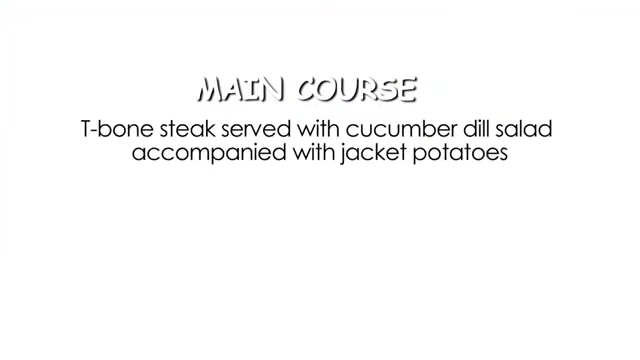 MAIN COURSE
T-bone steak served with cucumber dill salad
accompanied with jacket potatoes